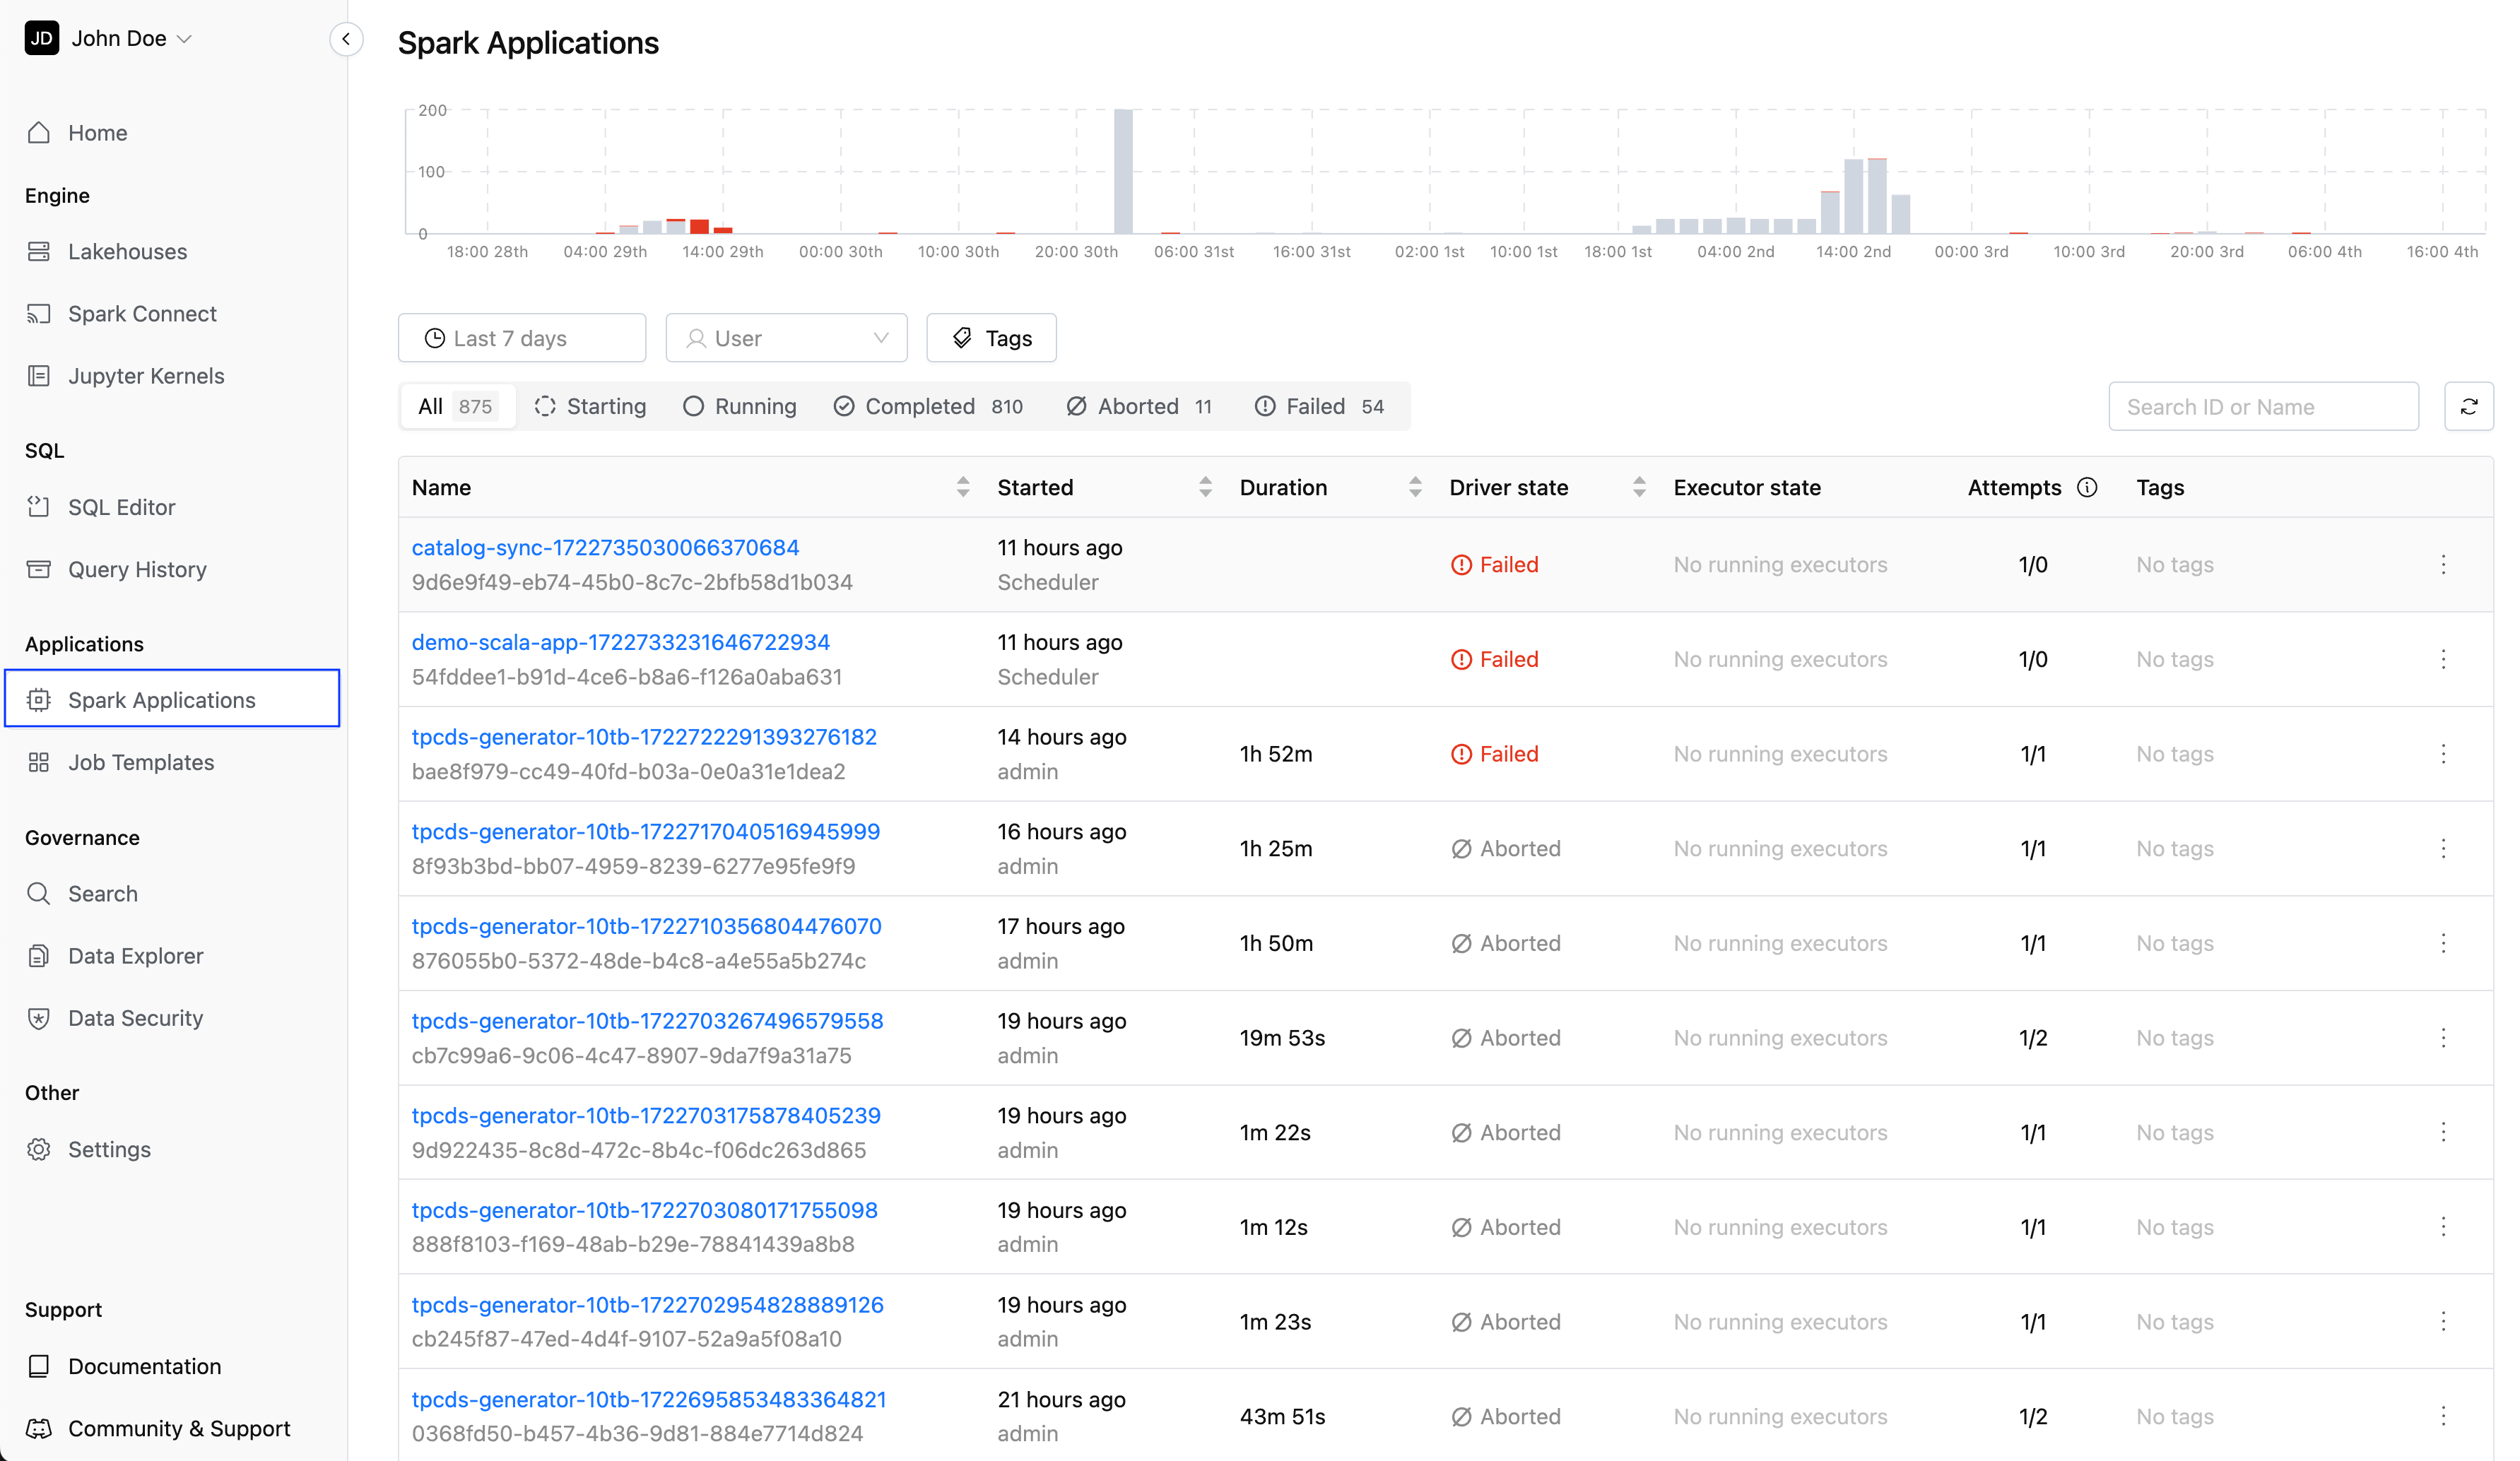 JD John Doe
Home
Engine
Lakehouses
Spark Connect
Jupyter Kernels
SQL
SQL Editor
Query History
Applications
Spark Applications
Job Templates
Governance
Search
Data Explorer
Data Security
Other
Settings
Support
Documentation
Community & Support
Spark Applications
200
100
0
18:00 28th 04:00 29th 14:00 29th 00:00 30th 10:00 30th 20:00 30th 06:00 31st 16:00 31st 02:00 1st 10:00 1st 18:00 1st 04:00 2nd 14:00 2nd 00:00 3rd 10:00 3rd 20:00 3rd 06:00 4th 16:00 4th
Last 7 days User Tags
All 875 Starting Running Completed 810 Aborted 11 Failed 54 Search ID or Name
Name Started Duration Driver state Executor state Attempts Tags
catalog-sync-1722735030066370684 11 hours ago
Failed No running executors 1/0 No tags
9d6e9f49-eb74-45b0-8c7c-2bfb58d1b034 Scheduler
demo-scala-app-1722733231646722934 11 hours ago
Failed No running executors 1/0 No tags
54fddee1-b91d-4ce6-b8a6-f126a0aba631 Scheduler
tpcds-generator-10tb-1722722291393276182 14 hours ago
1h 52m Failed No running executors 1/1 No tags
bae8f979-cc49-40fd-b03a-0e0a31e1dea2 admin
tpcds-generator-10tb-1722717040516945999 16 hours ago
1h 25m Aborted No running executors 1/1 No tags
8f93b3bd-bb07-4959-8239-6277e95fe9f9 admin
tpcds-generator-10tb-1722710356804476070 17 hours ago
1h 50m Aborted No running executors 1/1 No tags
876055b0-5372-48de-b4c8-a4e55a5b274c admin
tpcds-generator-10tb-1722703267496579558 19 hours ago
19m 53s Aborted No running executors 1/2 No tags
cb7c99a6-9c06-4c47-8907-9da7f9a31a75 admin
tpcds-generator-10tb-1722703175878405239 19 hours ago
1m 22s Aborted No running executors 1/1 No tags
9d922435-8c8d-472c-8b4c-f06dc263d865 admin
tpcds-generator-10tb-1722703080171755098 19 hours ago
1m 12s Aborted No running executors 1/1 No tags
888f8103-f169-48ab-b29e-78841439a8b8 admin
tpcds-generator-10tb-1722702954828889126 19 hours ago
1m 23s Aborted No running executors 1/1 No tags
cb245f87-47ed-4d4f-9107-52a9a5f08a10 admin
tpcds-generator-10tb-1722695853483364821 21 hours ago
43m 51s Aborted No running executors 1/2 No tags
0368fd50-b457-4b36-9d81-884e7714d824 admin